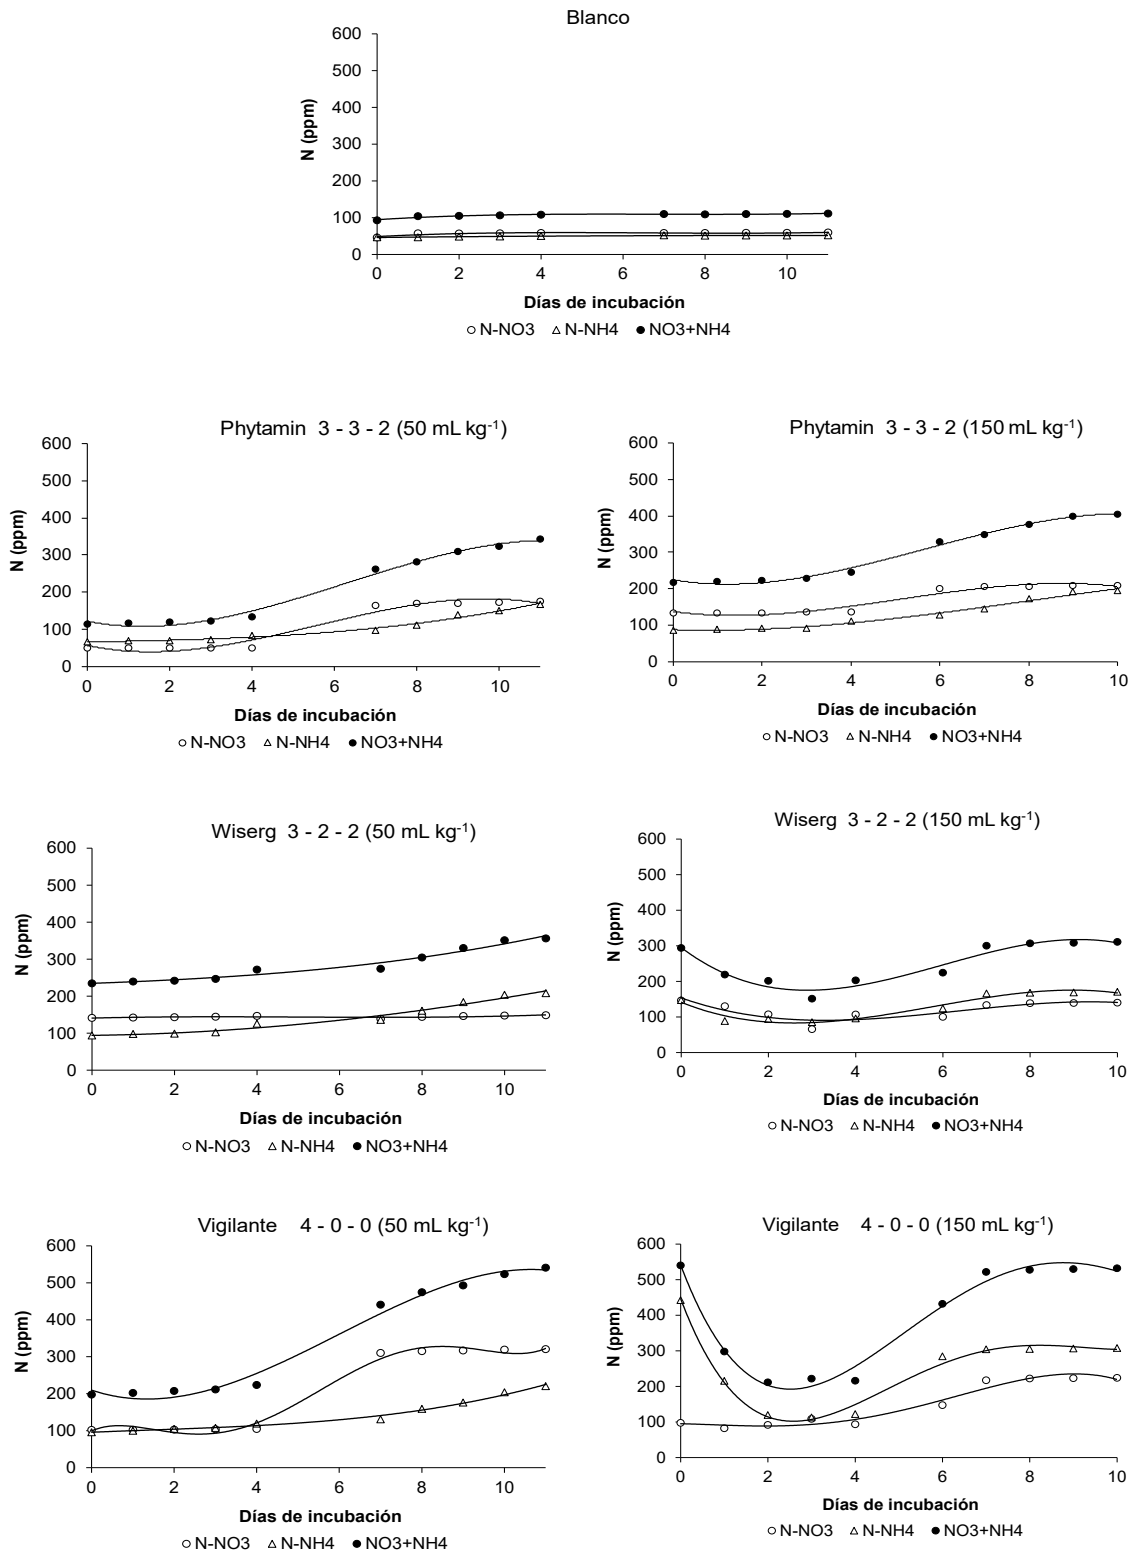 Blanco
600
500
400
300
200
100
0
N (ppm)
0 2 4 6 8 10
Días de incubación
N-NO3 N-NH4 NO3+NH4
Phytamin 3 - 3 - 2 (50 mL kg-1)
600
500
400
300
200
100
0
N (ppm)
0 2 4 6 8 10
Días de incubación
N-NO3 N-NH4 NO3+NH4
Phytamin 3 - 3 - 2 (150 mL kg-1)
600
500
400
300
200
100
0
N (ppm)
0 2 4 6 8 10
Días de incubación
N-NO3 N-NH4 NO3+NH4
Wiserg 3 - 2 - 2 (50 mL kg-1)
600
500
400
300
200
100
0
N (ppm)
0 2 4 6 8 10
Días de incubación
N-NO3 N-NH4 NO3+NH4
Wiserg 3 - 2 - 2 (150 mL kg-1)
600
500
400
300
200
100
0
N (ppm)
0 2 4 6 8 10
Días de incubación
N-NO3 N-NH4 NO3+NH4
Vigilante 4 - 0 - 0 (50 mL kg-1)
600
500
400
300
200
100
0
N (ppm)
0 2 4 6 8 10
Días de incubación
N-NO3 N-NH4 NO3+NH4
Vigilante 4 - 0 - 0 (150 mL kg-1)
600
500
400
300
200
100
0
N (ppm)
0 2 4 6 8 10
Días de incubación
N-NO3 N-NH4 NO3+NH4